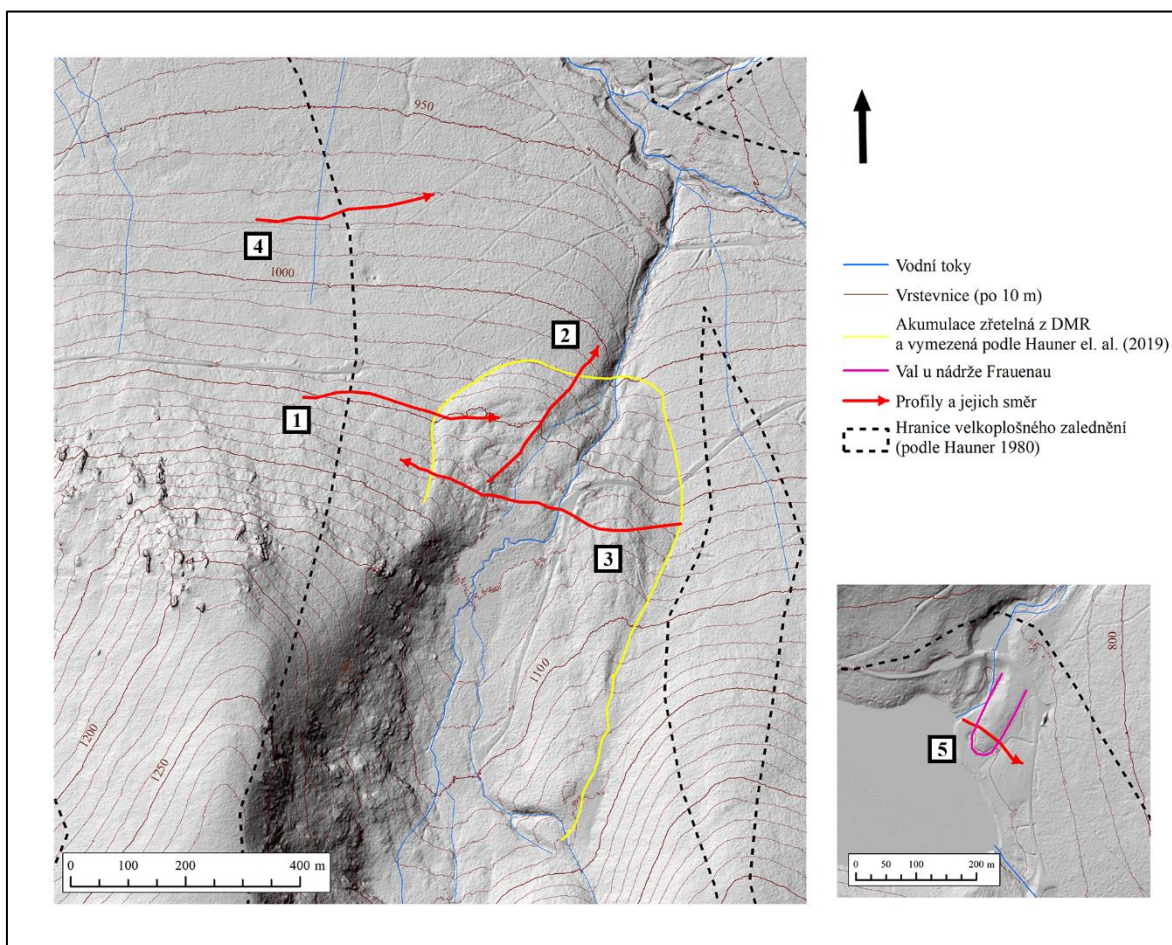 950
4
1000
2
1
3
1100
1200
1250
0 100 200 400 m
Vodní toky
Vrstevnice (po 10 m)
Akumulace zřetelná z DMR
a vymezená podle Hauner el. al. (2019)
Val u nádrže Frauenau
Profily a jejich směr
Hranice velkoplošného zalednění
(podle Hauner 1980)
800
5
0 50 100 200 m